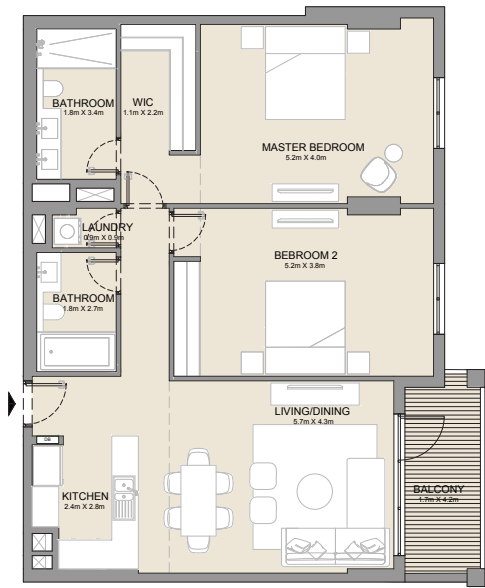 BATHROOM
1.8m X 3.4m
WIC
1.1m X 2.2m
MASTER BEDROOM
5.2m X 4.0m
LAUNDRY
0.9m X 0.9m
BEBROOM 2
5.2m X 3.8m
BATHROOM
1.8m X 2.7m
LIVING/DINING
5.7m X 4.3m
DB
KITCHEN
2.4m X 2.8m
BALCONY
1.7m X 4.2m